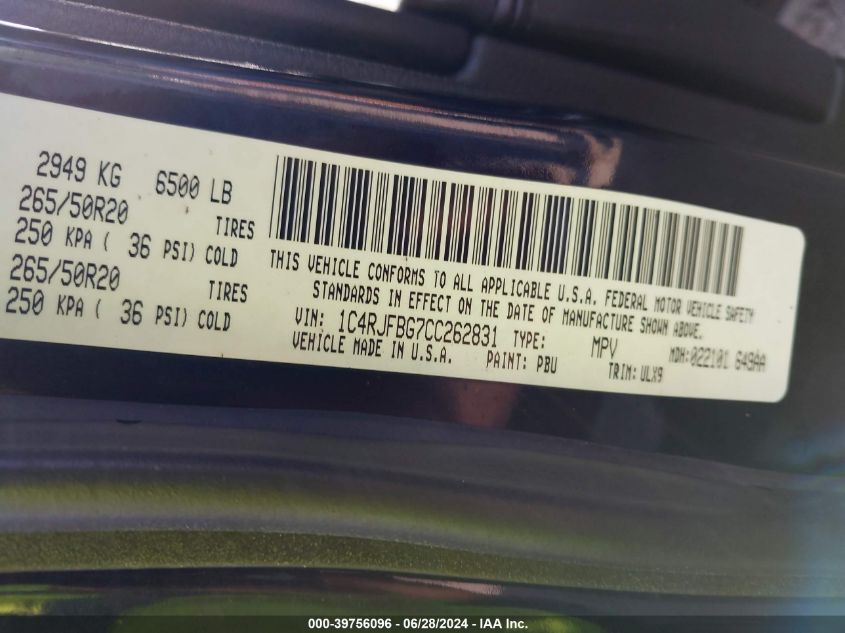 2949 KG 6500 LB
265/50R20 TIRES
250 KPA ( 36 PSI) COLD
265/50R20 TIRES
250 KPA ( 36 PSI) COLD
THIS VEHICLE CONFORMS TO ALL APPLICABLE U.S.A. FEDERAL MOTOR VEHICLE SAFETY
STANDARDS IN EFFECT ON THE DATE OF MANUFACTURE SHOWN ABOVE.
VIN: 1C4RJFBG7CC262831 TYPE: MPV MDH:022101 649AA
VEHICLE MADE IN U.S.A. PAINT: PBU TRIM: ULX9
000-39756096 - 06/28/2024 - IAA Inc.